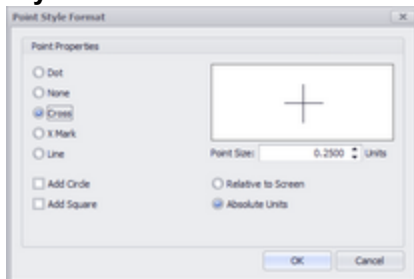 Point Style Format
Point Properties
Dot
None
Cross
X Mark
Line
Point Size: 0.2500 Units
Add Circle
Relative to Screen
Add Square
Absolute Units
OK
Cancel